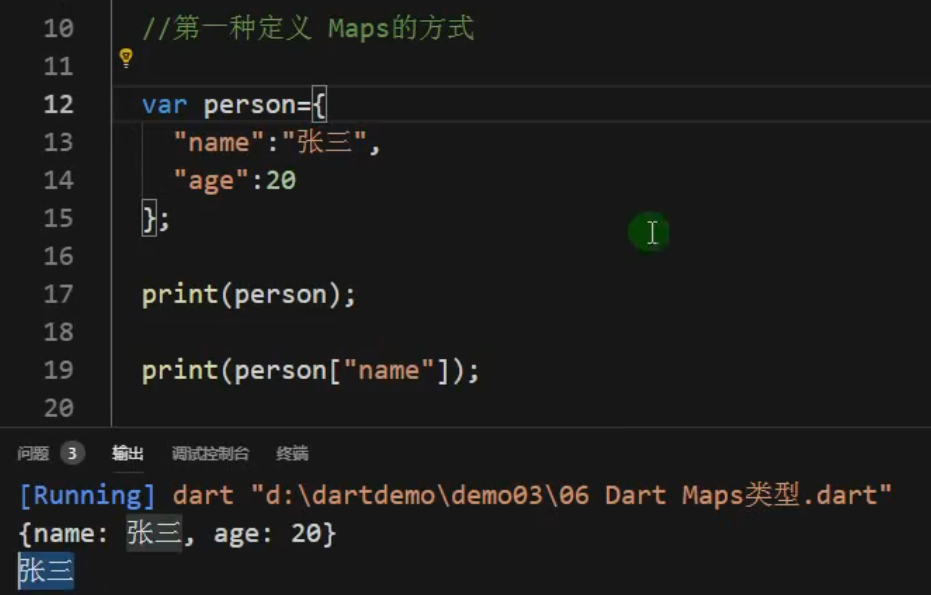 10 //第一种定义 Maps的方式
11
12 var person={
13 "name":"张三",
14 "age":20
15 };
16
17 print(person);
18
19 print(person["name"]);
20
问题 3 输出 调试控制台 终端
[Running] dart "d:\dartdemo\demo03\06 Dart Maps类型.dart"
{name: 张三, age: 20}
张三